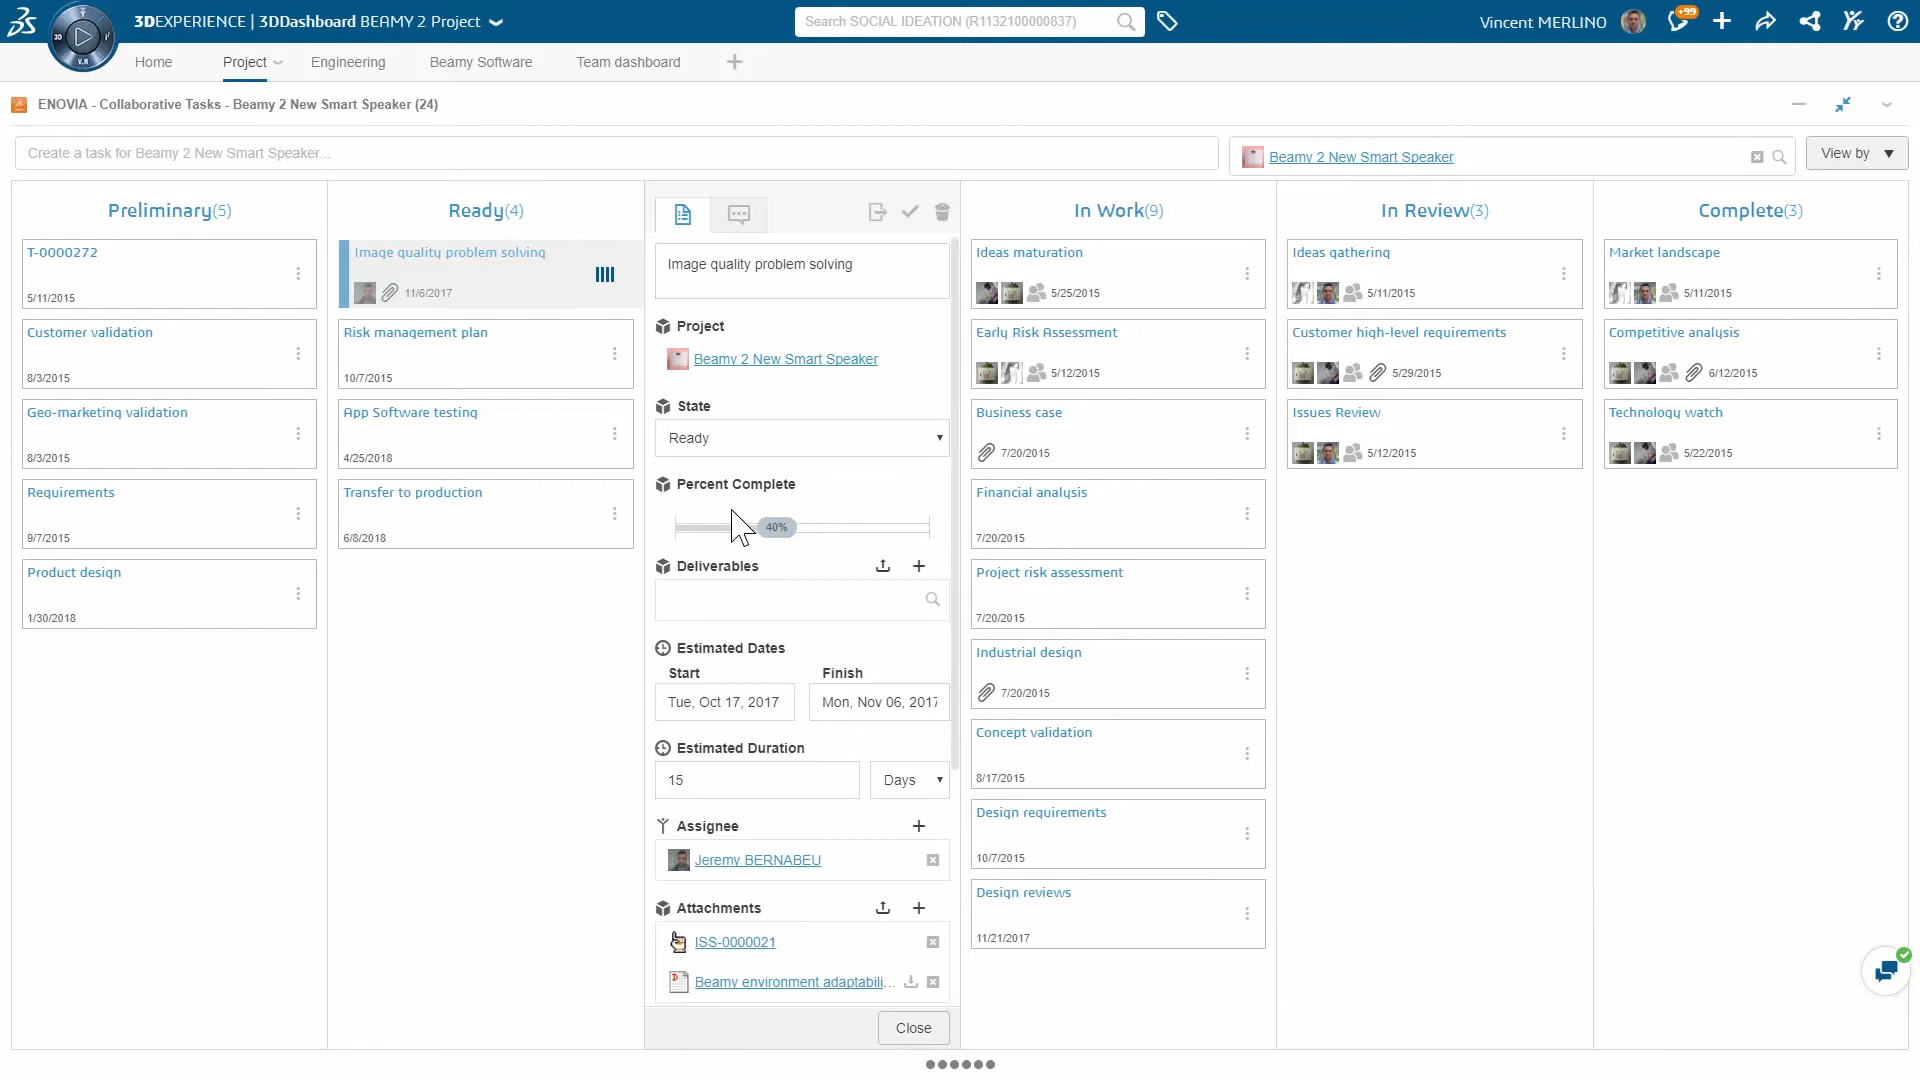 3DEXPERIENCE | 3DDashboard BEAMY 2 Project
Search SOCIAL IDEATION (R1132100000837)
Vincent MERLINO
+99
3D
V.R
Home
Project
Engineering
Beamy Software
Team dashboard
ENOVIA - Collaborative Tasks - Beamy 2 New Smart Speaker (24)
Create a task for Beamy 2 New Smart Speaker...
Beamy 2 New Smart Speaker
View by
Preliminary(5)
T-0000272
5/11/2015
Customer validation
8/3/2015
Geo-marketing validation
8/3/2015
Requirements
9/7/2015
Product design
1/30/2018
Ready(4)
Image quality problem solving
11/6/2017
Risk management plan
10/7/2015
App Software testing
4/25/2018
Transfer to production
6/8/2018
Image quality problem solving
Project
Beamy 2 New Smart Speaker
State
Ready
Percent Complete
40%
Deliverables
Estimated Dates
Start
Finish
Tue, Oct 17, 2017
Mon, Nov 06, 2017
Estimated Duration
15
Days
Assignee
Jeremy BERNABEU
Attachments
ISS-0000021
Beamy environment adaptabili...
Close
In Work(9)
Ideas maturation
5/25/2015
Early Risk Assessment
5/12/2015
Business case
7/20/2015
Financial analysis
7/20/2015
Project risk assessment
7/20/2015
Industrial design
7/20/2015
Concept validation
8/17/2015
Design requirements
10/7/2015
Design reviews
11/21/2017
In Review(3)
Ideas gathering
5/11/2015
Customer high-level requirements
5/29/2015
Issues Review
5/12/2015
Complete(3)
Market landscape
5/11/2015
Competitive analysis
6/12/2015
Technology watch
5/22/2015